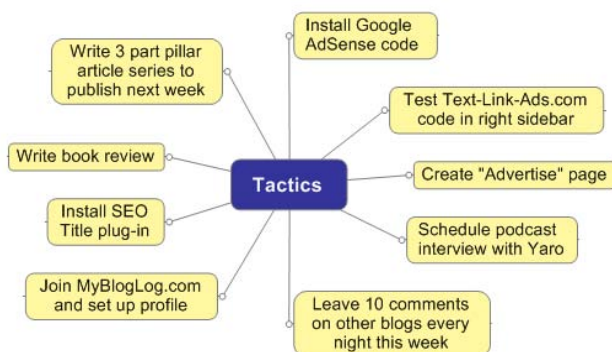 Install Google
AdSense code
Write 3 part pillar
article series to
publish next week
Test Text-Link-Ads.com
code in right sidebar
Write book review
Tactics
Create "Advertise" page
Install SEO
Title plug-in
Schedule podcast
interview with Yaro
Join MyBlogLog.com
and set up profile
Leave 10 comments
on other blogs every
night this week